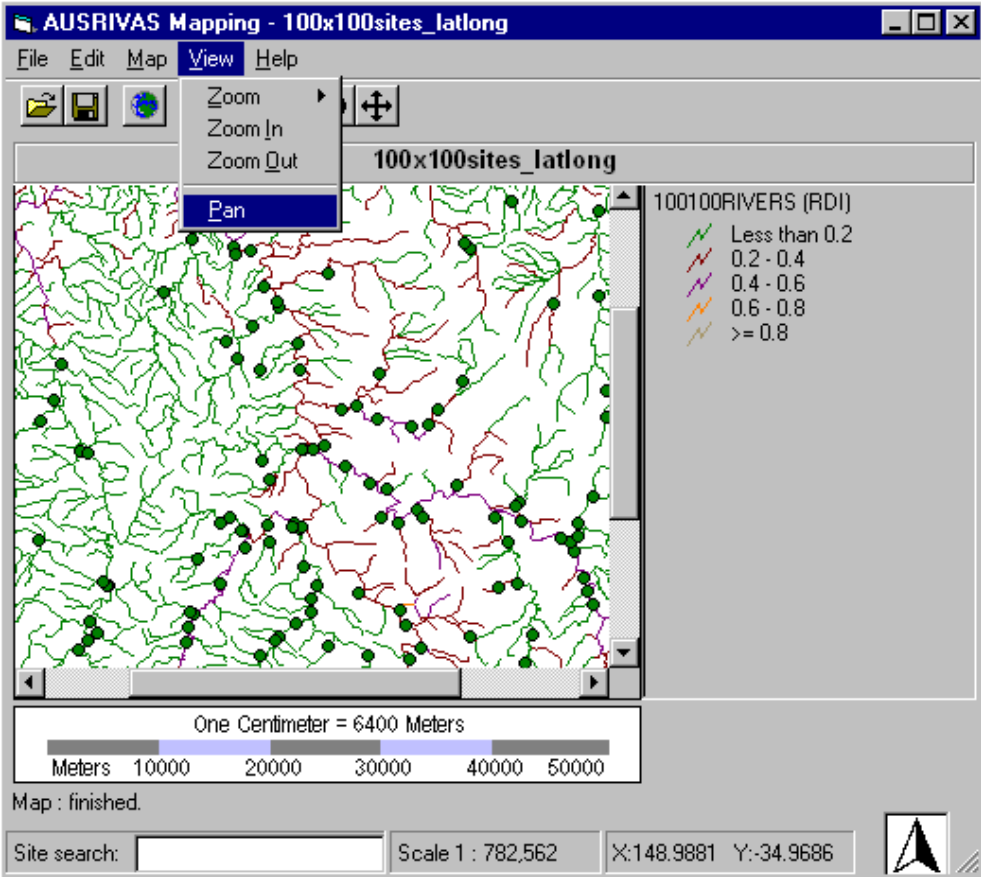 AUSRIVAS Mapping - 100x100sites_latlong
File Edit Map View Help
Zoom
Zoom In
Zoom Out
Pan
100x100sites_latlong
100100RIVERS (RDI)
Less than 0.2
0.2 - 0.4
0.4 - 0.6
0.6 - 0.8
>= 0.8
One Centimeter = 6400 Meters
Meters 10000 20000 30000 40000 50000
Map : finished.
Site search: Scale 1 : 782,562 X:148.9881 Y:-34.9686